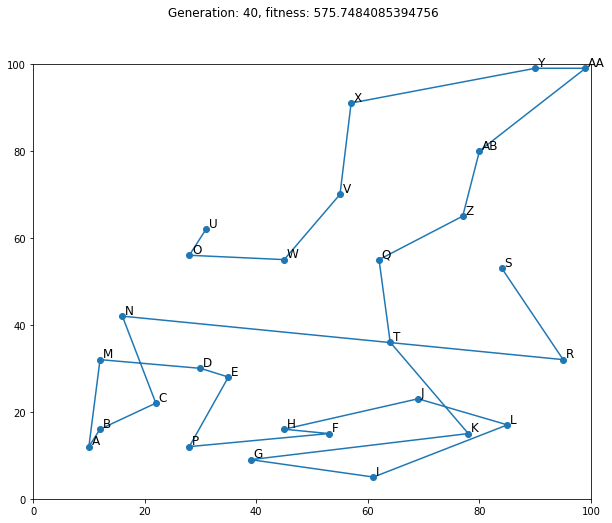 Generation: 40, fitness: 575.7484085394756
100
80
60
40
20
0
0
20
40
60
80
100
Y
AA
X
AB
V
Z
U
O
W
Q
S
N
T
M
D
E
R
B
C
J
A
P
H
F
K
L
G
I